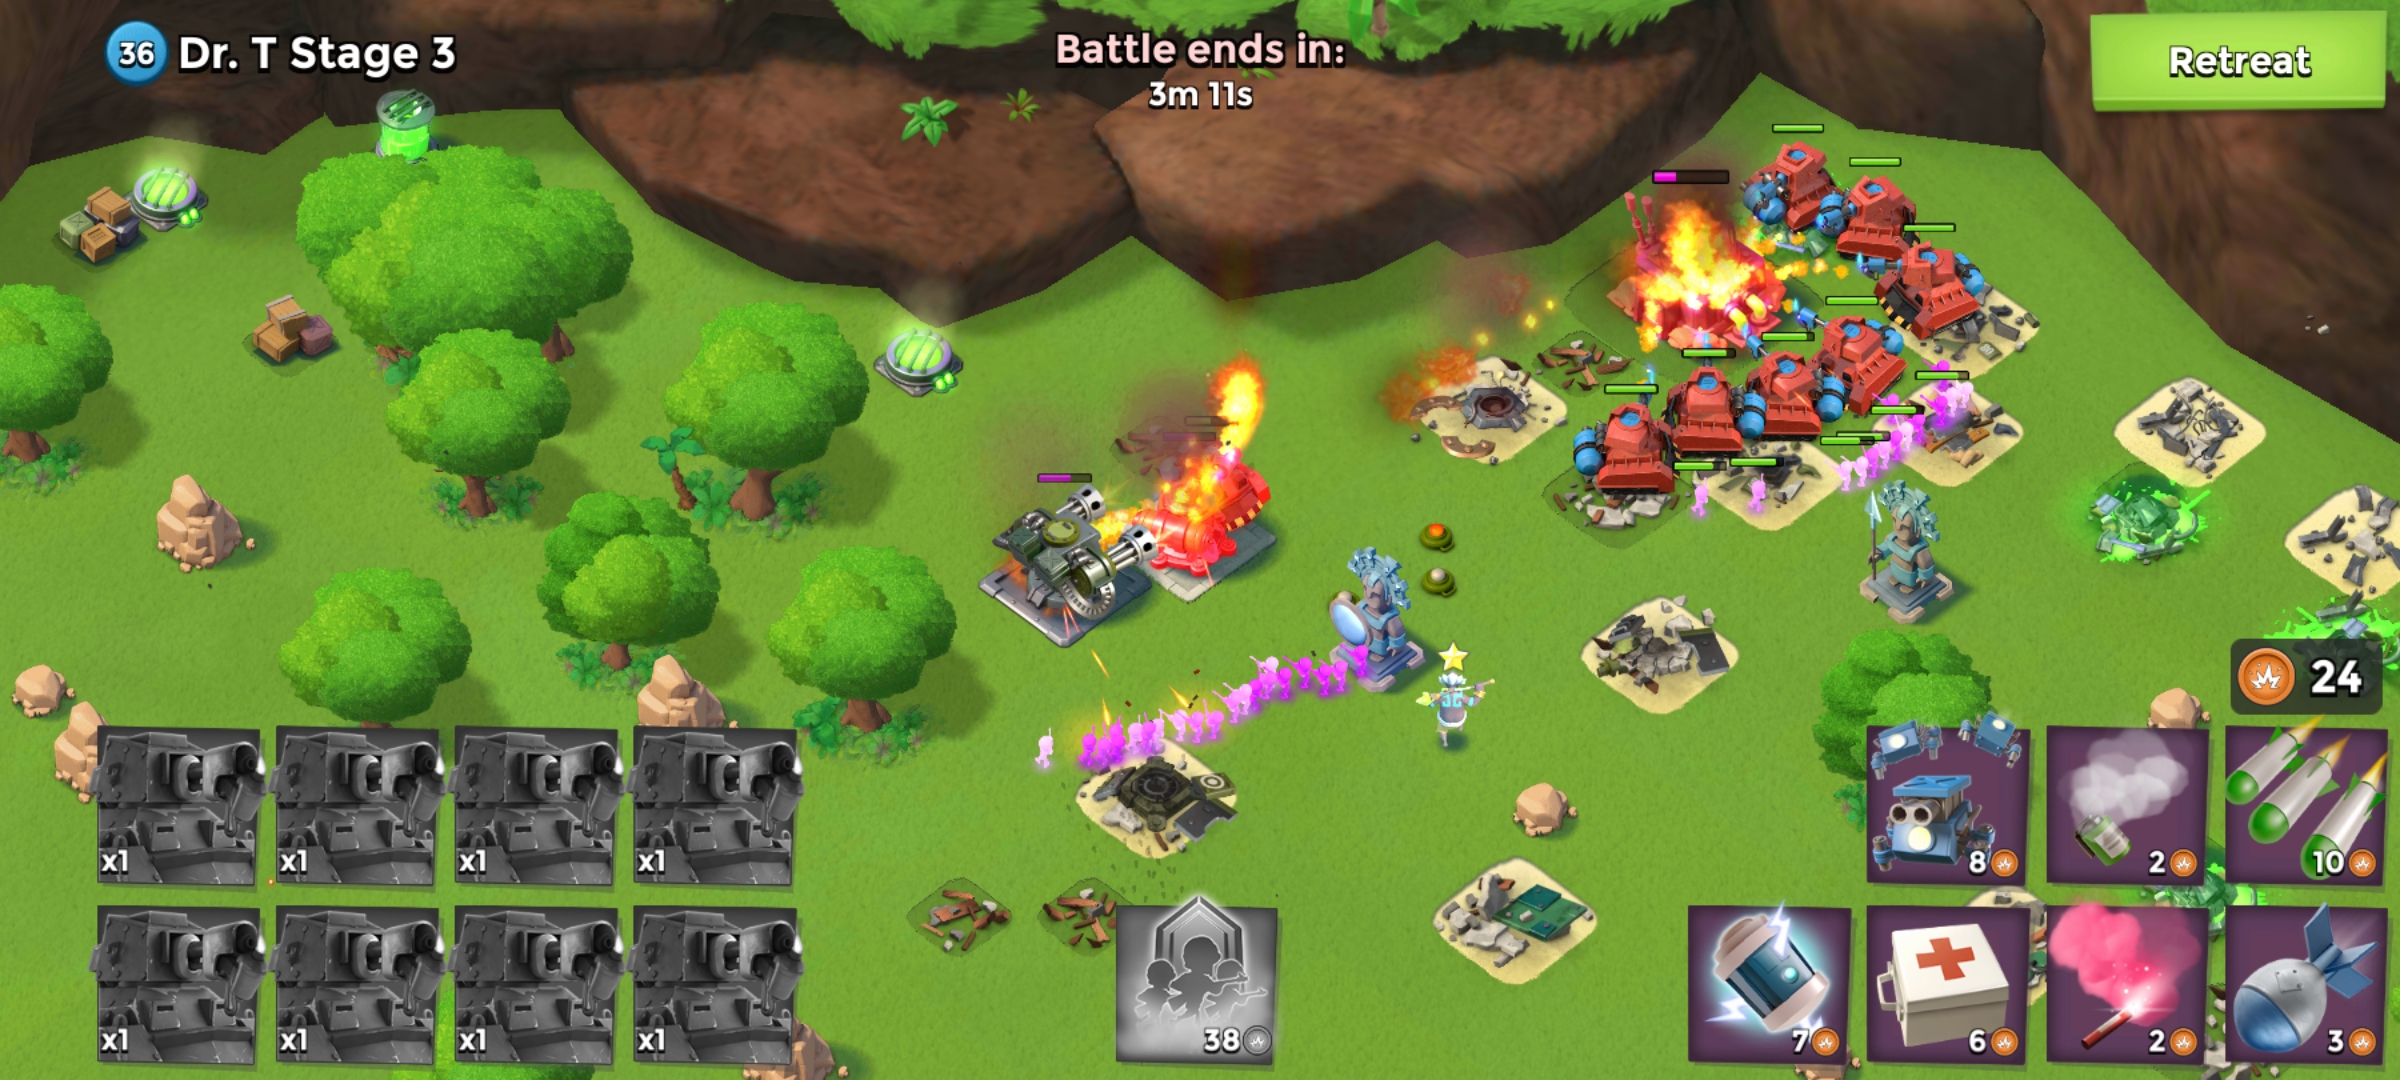 36 Dr. T Stage 3
Battle ends in:
3m 11s
Retreat
24
x1 x1 x1 x1
8 2 10
x1 x1 x1 x1
38
7 6 2 3